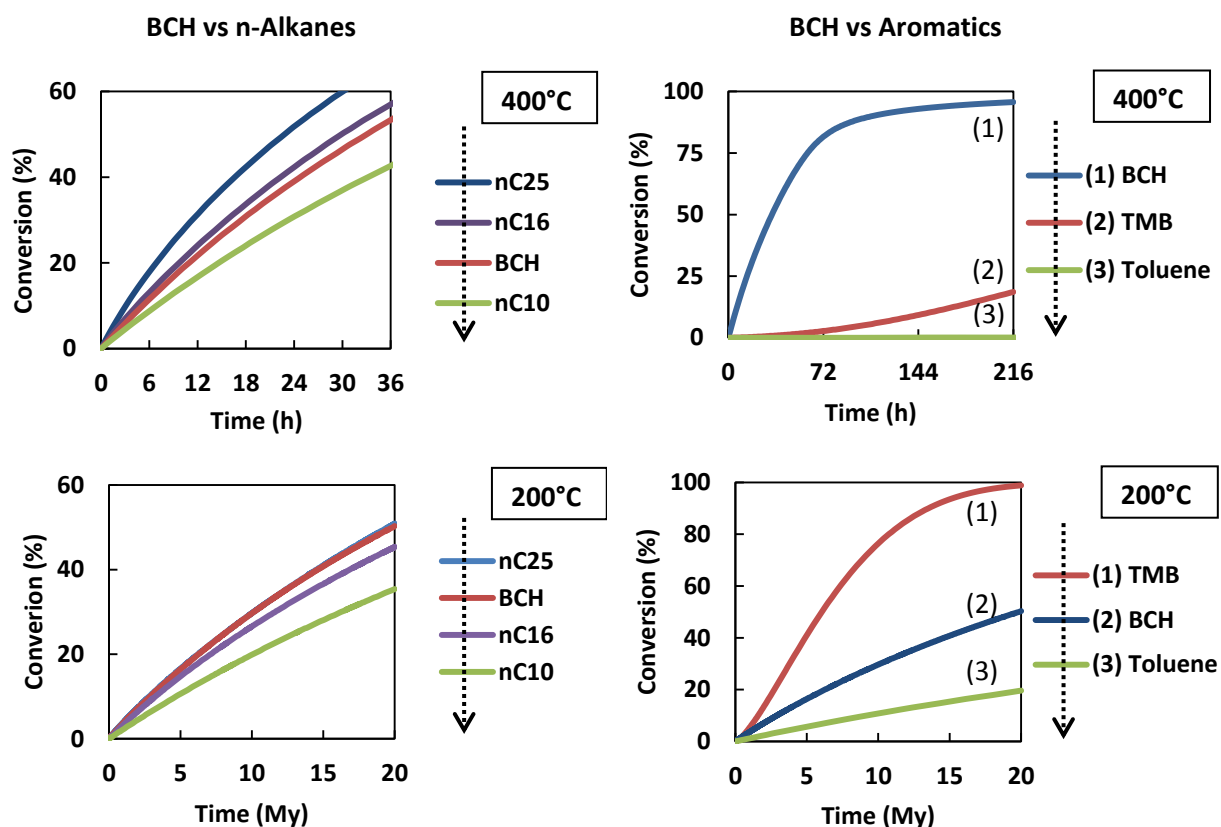 BCH vs n-Alkanes
60
40
20
0
Conversion (%)
0 6 12 18 24 30 36
Time (h)
400°C
nC25
nC16
BCH
nC10
BCH vs Aromatics
100
75
50
25
0
Conversion (%)
0 72 144 216
Time (h)
(1)
(2)
(3)
400°C
(1) BCH
(2) TMB
(3) Toluene
60
40
20
0
Converion (%)
0 5 10 15 20
Time (My)
200°C
nC25
BCH
nC16
nC10
100
80
60
40
20
0
Conversion (%)
0 5 10 15 20
Time (My)
(1)
(2)
(3)
200°C
(1) TMB
(2) BCH
(3) Toluene